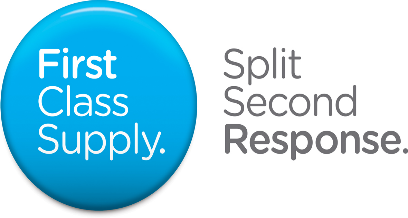 First
Class
Supply.
Split
Second
Response.